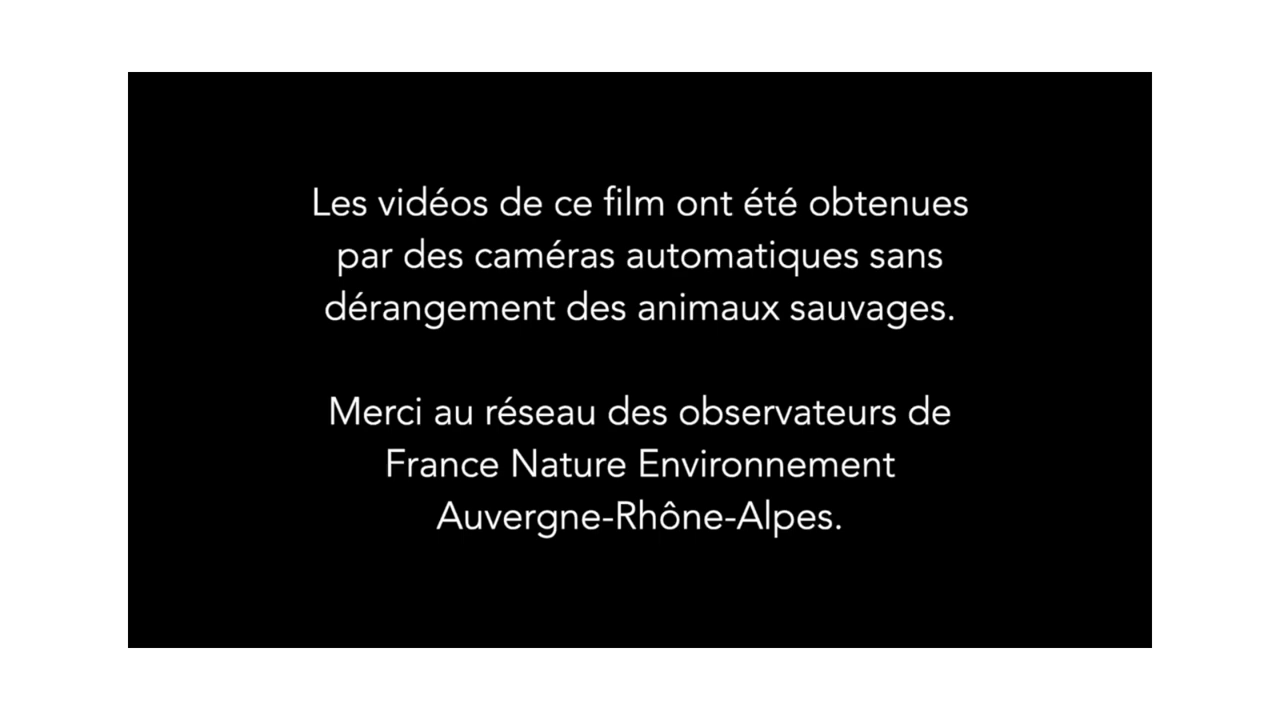 Les vidéos de ce film ont été obtenues
par des caméras automatiques sans
dérangement des animaux sauvages.
Merci au réseau des observateurs de
France Nature Environnement
Auvergne-Rhône-Alpes.